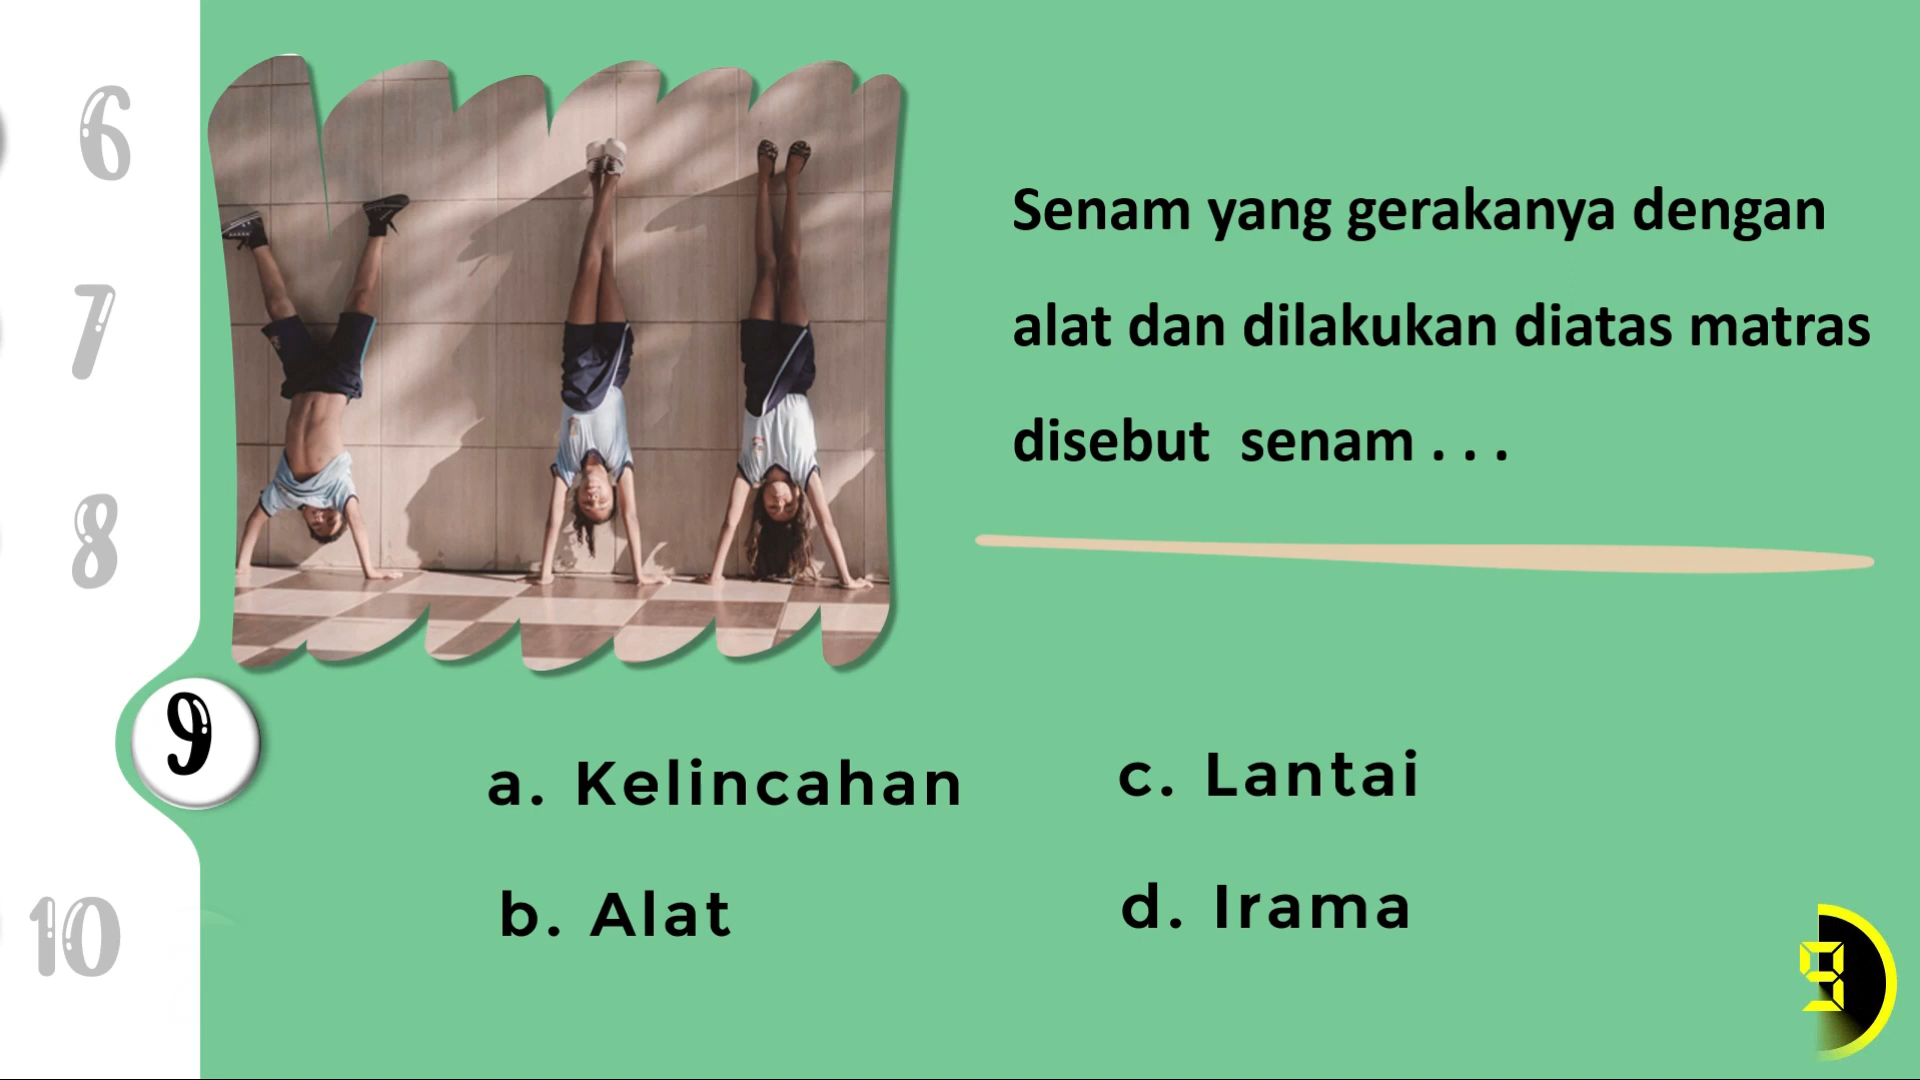 6
7
8
9
10
Senam yang gerakanya dengan
alat dan dilakukan diatas matras
disebut senam . . .
a. Kelincahan
b. Alat
c. Lantai
d. Irama
9